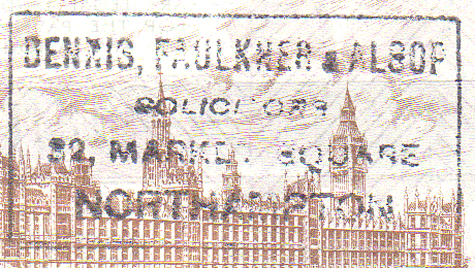 DENNIS, FAULKNER & ALSOP
SOLICITORS
32, MARKET SQUARE
NORTHAMPTON